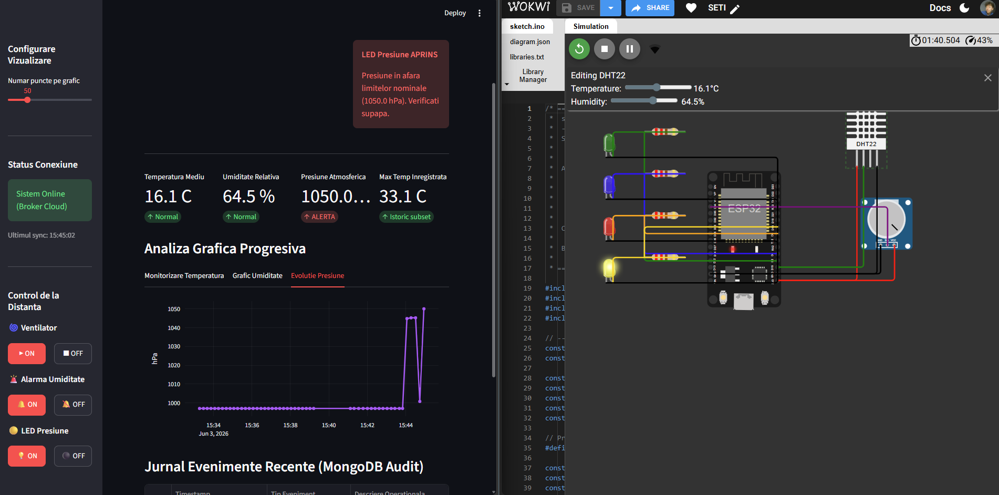 Configurare
Vizualizare
Numar puncte pe grafic
50
Status Conexiune
Sistem Online
(Broker Cloud)
Ultimul sync: 15:45:02
Control de la
Distanta
Ventilator
ON
OFF
Alarma Umiditate
ON
OFF
LED Presiune
ON
OFF
Deploy
LED Presiune APRINS
Presiune in afara
limitelor nominale
(1050.0 hPa). Verificati
supapa.
Temperatura Mediu
16.1 C
↑ Normal
Umiditate Relativa
64.5 %
↑ Normal
Presiune Atmosferica
1050.0...
↑ ALERTA
Max Temp Inregistrata
33.1 C
↑ Istoric subset
Analiza Grafica Progresiva
Monitorizare Temperatura
Grafic Umiditate
Evolutie Presiune
hPa
1050
1040
1030
1020
1010
1000
15:34
15:36
15:38
15:40
15:42
15:44
Jun 3, 2026
Jurnal Evenimente Recente (MongoDB Audit)
Timestamp
Tip Eveniment
Descriere Operationala
WOKWI
SAVE
SHARE
SETI
Docs
sketch.ino
diagram.json
libraries.txt
Library
Manager
Simulation
01:40.504
43%
Editing DHT22
Temperature: 16.1°C
Humidity: 64.5%
1 /* ==
2 * s
3 * -
4 * S
5 *
6 *
7 * A
8 *
9 *
10 *
11 *
12 *
13 * C
14 *
15 * B
16 *
17 * ==
18
19 #incl
20 #incl
21 #incl
22 #incl
23
24 // --
25 const
26 const
27
28 const
29 const
30 const
31 const
32 const
33
34 // Pr
35 #defi
36
37 const
38 const
39 const
ESP32
DHT22
GND
VCC